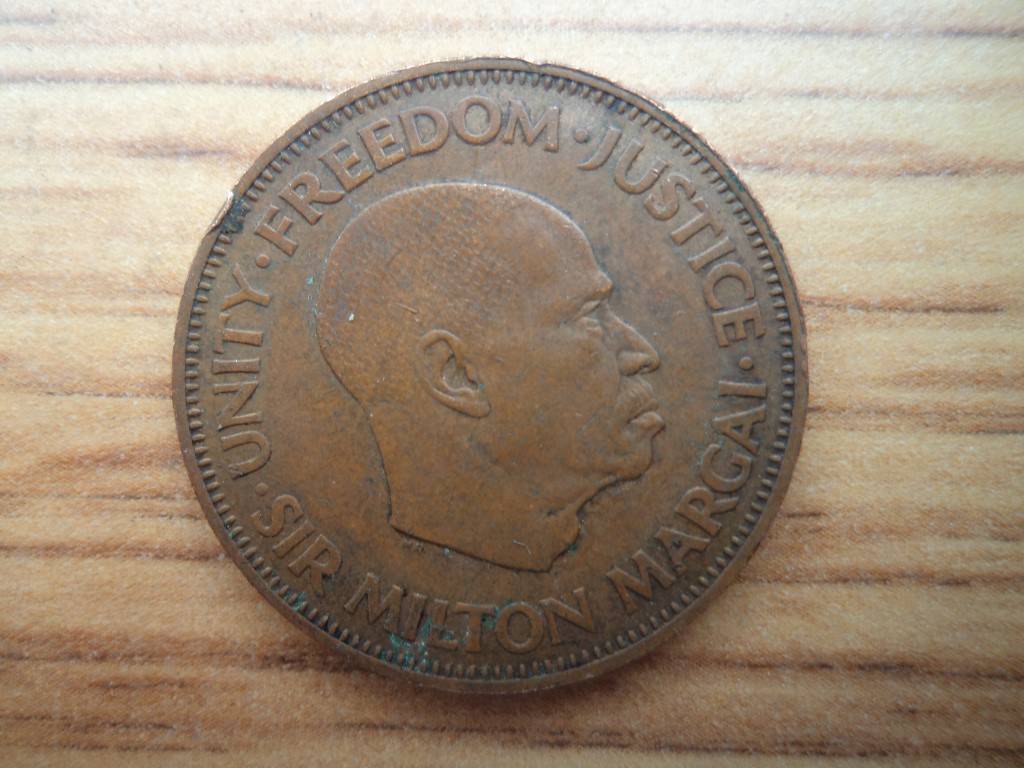 UNITY · FREEDOM · JUSTICE ·
SIR MILTON MARGAI ·